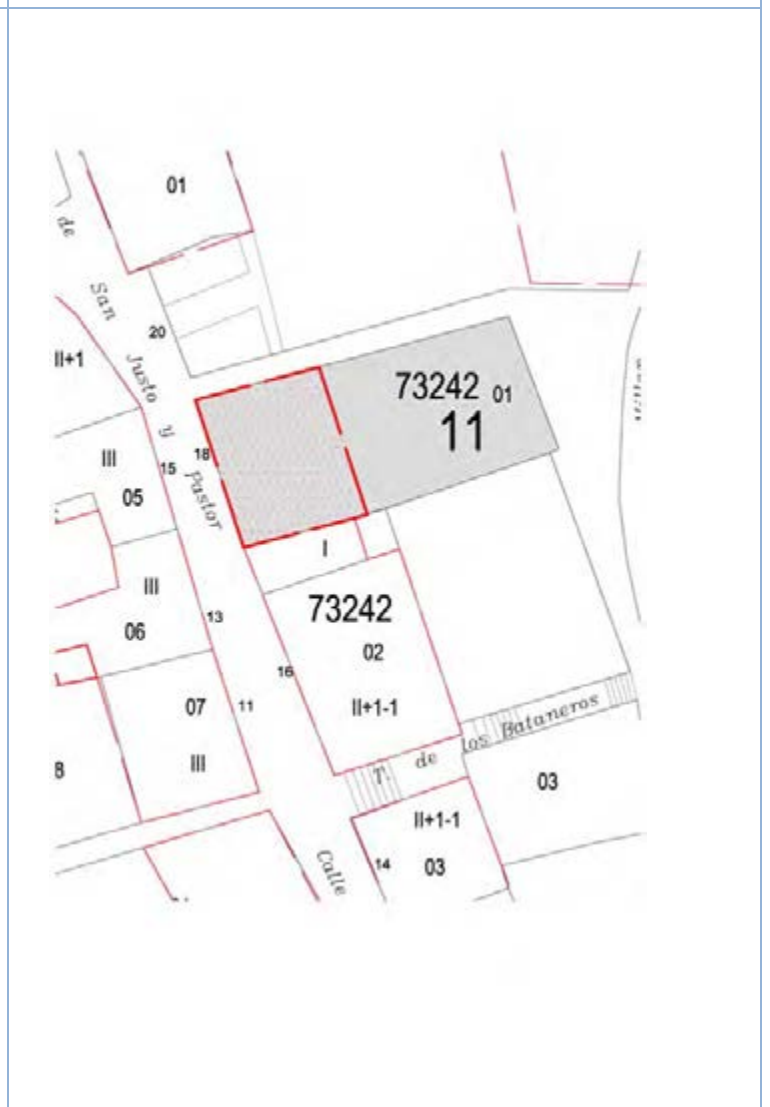 01
de
San
20
II+1
Justo
y
73242 01
11
18
15
Pastor
III
05
I
III
73242
13
06
02
16
07
11
II+1-1
III
T. de los Bataneros
8
03
II+1-1
Calle
14
03